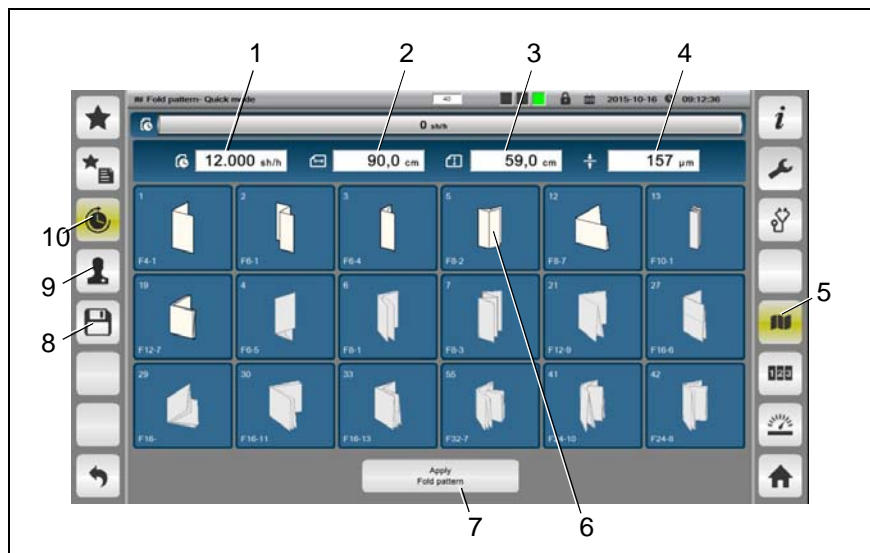 1 2 3 4
Fold pattern- Quick mode 40 2015-10-16 09:12:36
0 sh/h
12.000 sh/h 90,0 cm 59,0 cm 157 µm
1 2 3 5 12 13
F4-1 F6-1 F6-4 F8-2 F8-7 F10-1
10
9
5
19 4 6 7 21 27
8
F12-7 F6-5 F8-1 F8-3 F12-9 F16-6
123
29 30 33 55 41 42
F16- F16-11 F16-13 F32-7 F24-10 F24-8
Apply
Fold pattern
7 6